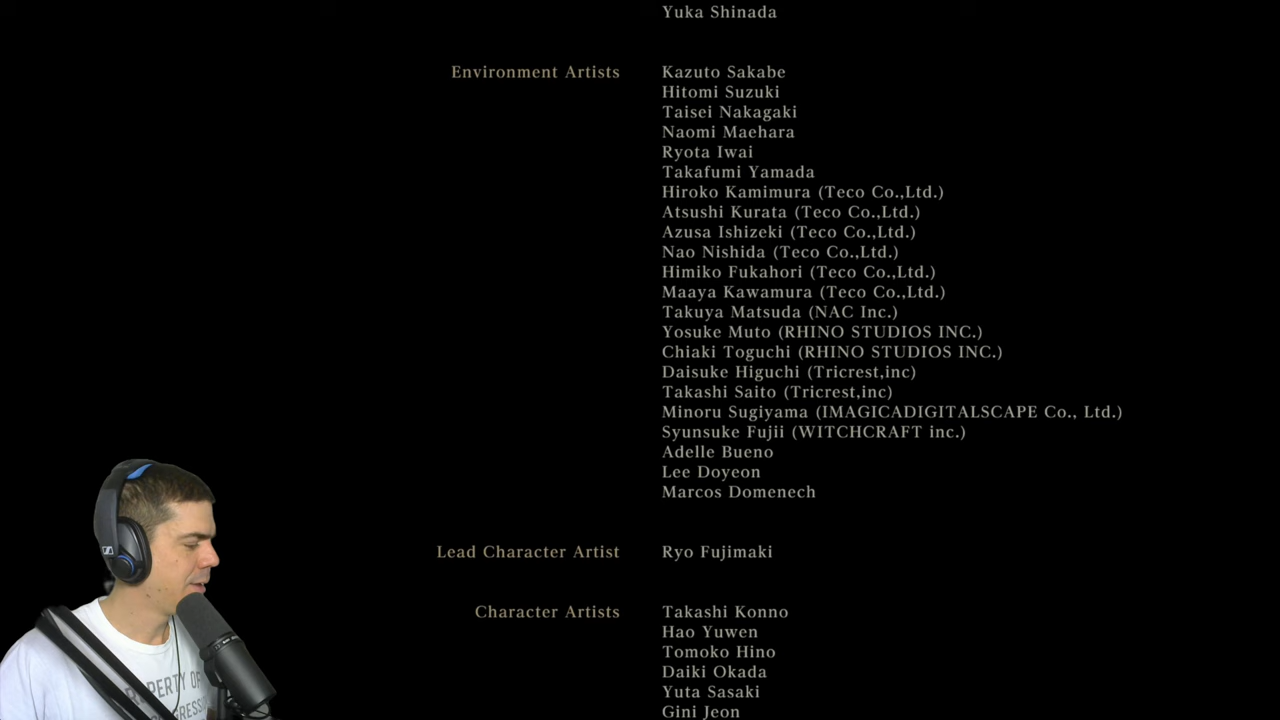 Yuka Shinada
Environment Artists Kazuto Sakabe
Hitomi Suzuki
Taisei Nakagaki
Naomi Maehara
Ryota Iwai
Takafumi Yamada
Hiroko Kamimura (Teco Co.,Ltd.)
Atsushi Kurata (Teco Co.,Ltd.)
Azusa Ishizeki (Teco Co.,Ltd.)
Nao Nishida (Teco Co.,Ltd.)
Himiko Fukahori (Teco Co.,Ltd.)
Maaya Kawamura (Teco Co.,Ltd.)
Takuya Matsuda (NAC Inc.)
Yosuke Muto (RHINO STUDIOS INC.)
Chiaki Toguchi (RHINO STUDIOS INC.)
Daisuke Higuchi (Tricrest,inc)
Takashi Saito (Tricrest,inc)
Minoru Sugiyama (IMAGICADIGITALSCAPE Co., Ltd.)
Syunsuke Fujii (WITCHCRAFT inc.)
Adelle Bueno
Lee Doyeon
Marcos Domenech
Lead Character Artist Ryo Fujimaki
Character Artists Takashi Konno
Hao Yuwen
Tomoko Hino
Daiki Okada
Yuta Sasaki
Gini Jeon
PERTY OF